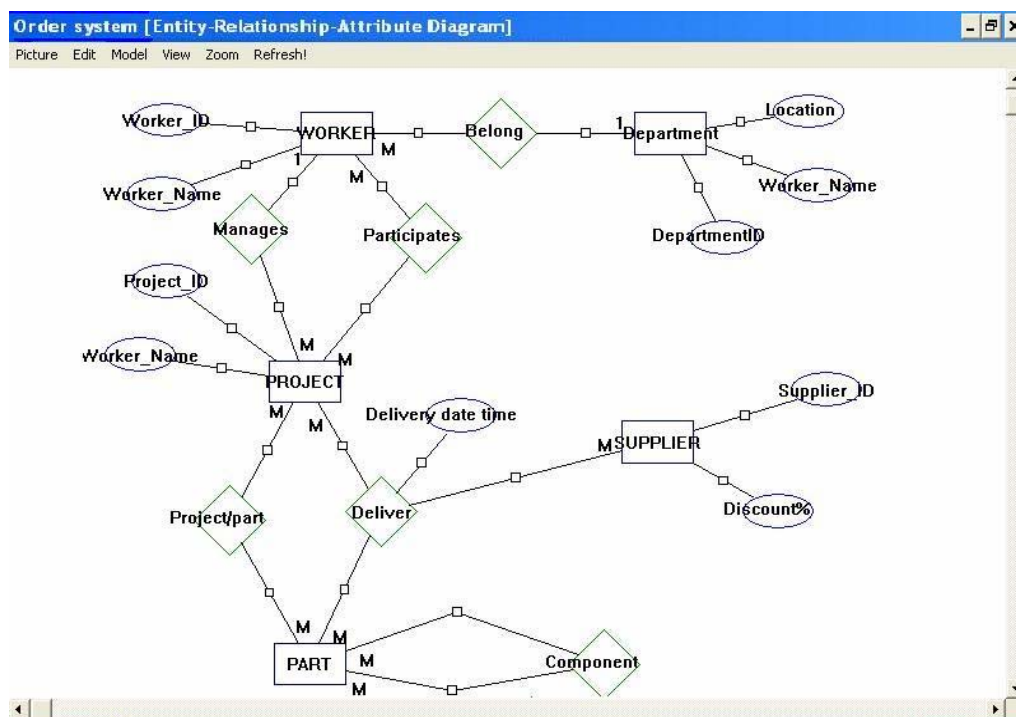 Order system [Entity-Relationship-Attribute Diagram]
Picture Edit Model View Zoom Refresh!
Worker_ID
WORKER
M
Belong
1
Department
Location
Worker_Name
1
M
Worker_Name
Manages
Participates
DepartmentID
Project_ID
M
M
Worker_Name
PROJECT
M
M
Delivery date time
Supplier_ID
M
SUPPLIER
Project/part
Deliver
Discount%
M
M
PART
M
Component
M